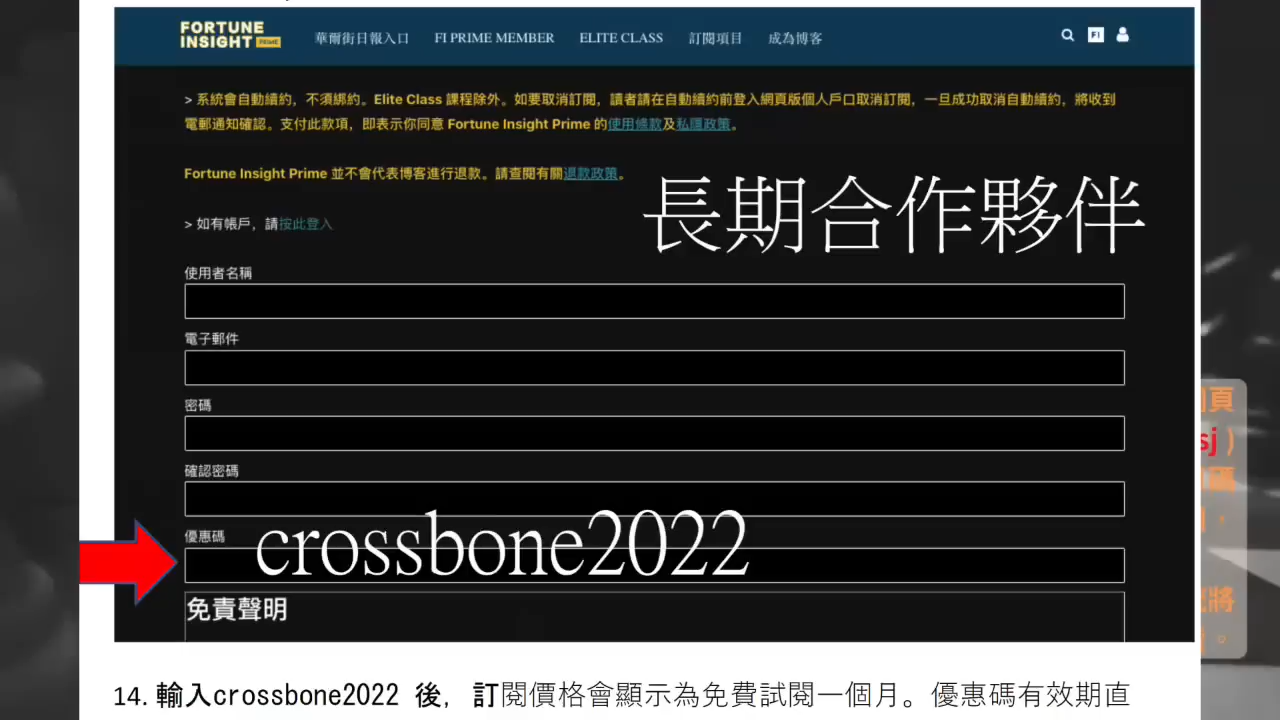 FORTUNE
INSIGHT PRIME
華爾街日報入口 FI PRIME MEMBER ELITE CLASS 訂閱項目 成為博客
FI
> 系統會自動續約，不須綁約。Elite Class 課程除外。如要取消訂閱，讀者請在自動續約前登入網頁版個人戶口取消訂閱，一旦成功取消自動續約，將收到
電郵通知確認。支付此款項，即表示你同意 Fortune Insight Prime 的使用條款及私隱政策。
Fortune Insight Prime 並不會代表博客進行退款。請查閱有關退款政策。
長期合作夥伴
> 如有帳戶，請按此登入
使用者名稱
電子郵件
密碼
確認密碼
優惠碼
crossbone2022
免責聲明
頁
sj )
將
14. 輸入crossbone2022 後，訂閱價格會顯示為免費試閱一個月。優惠碼有效期直